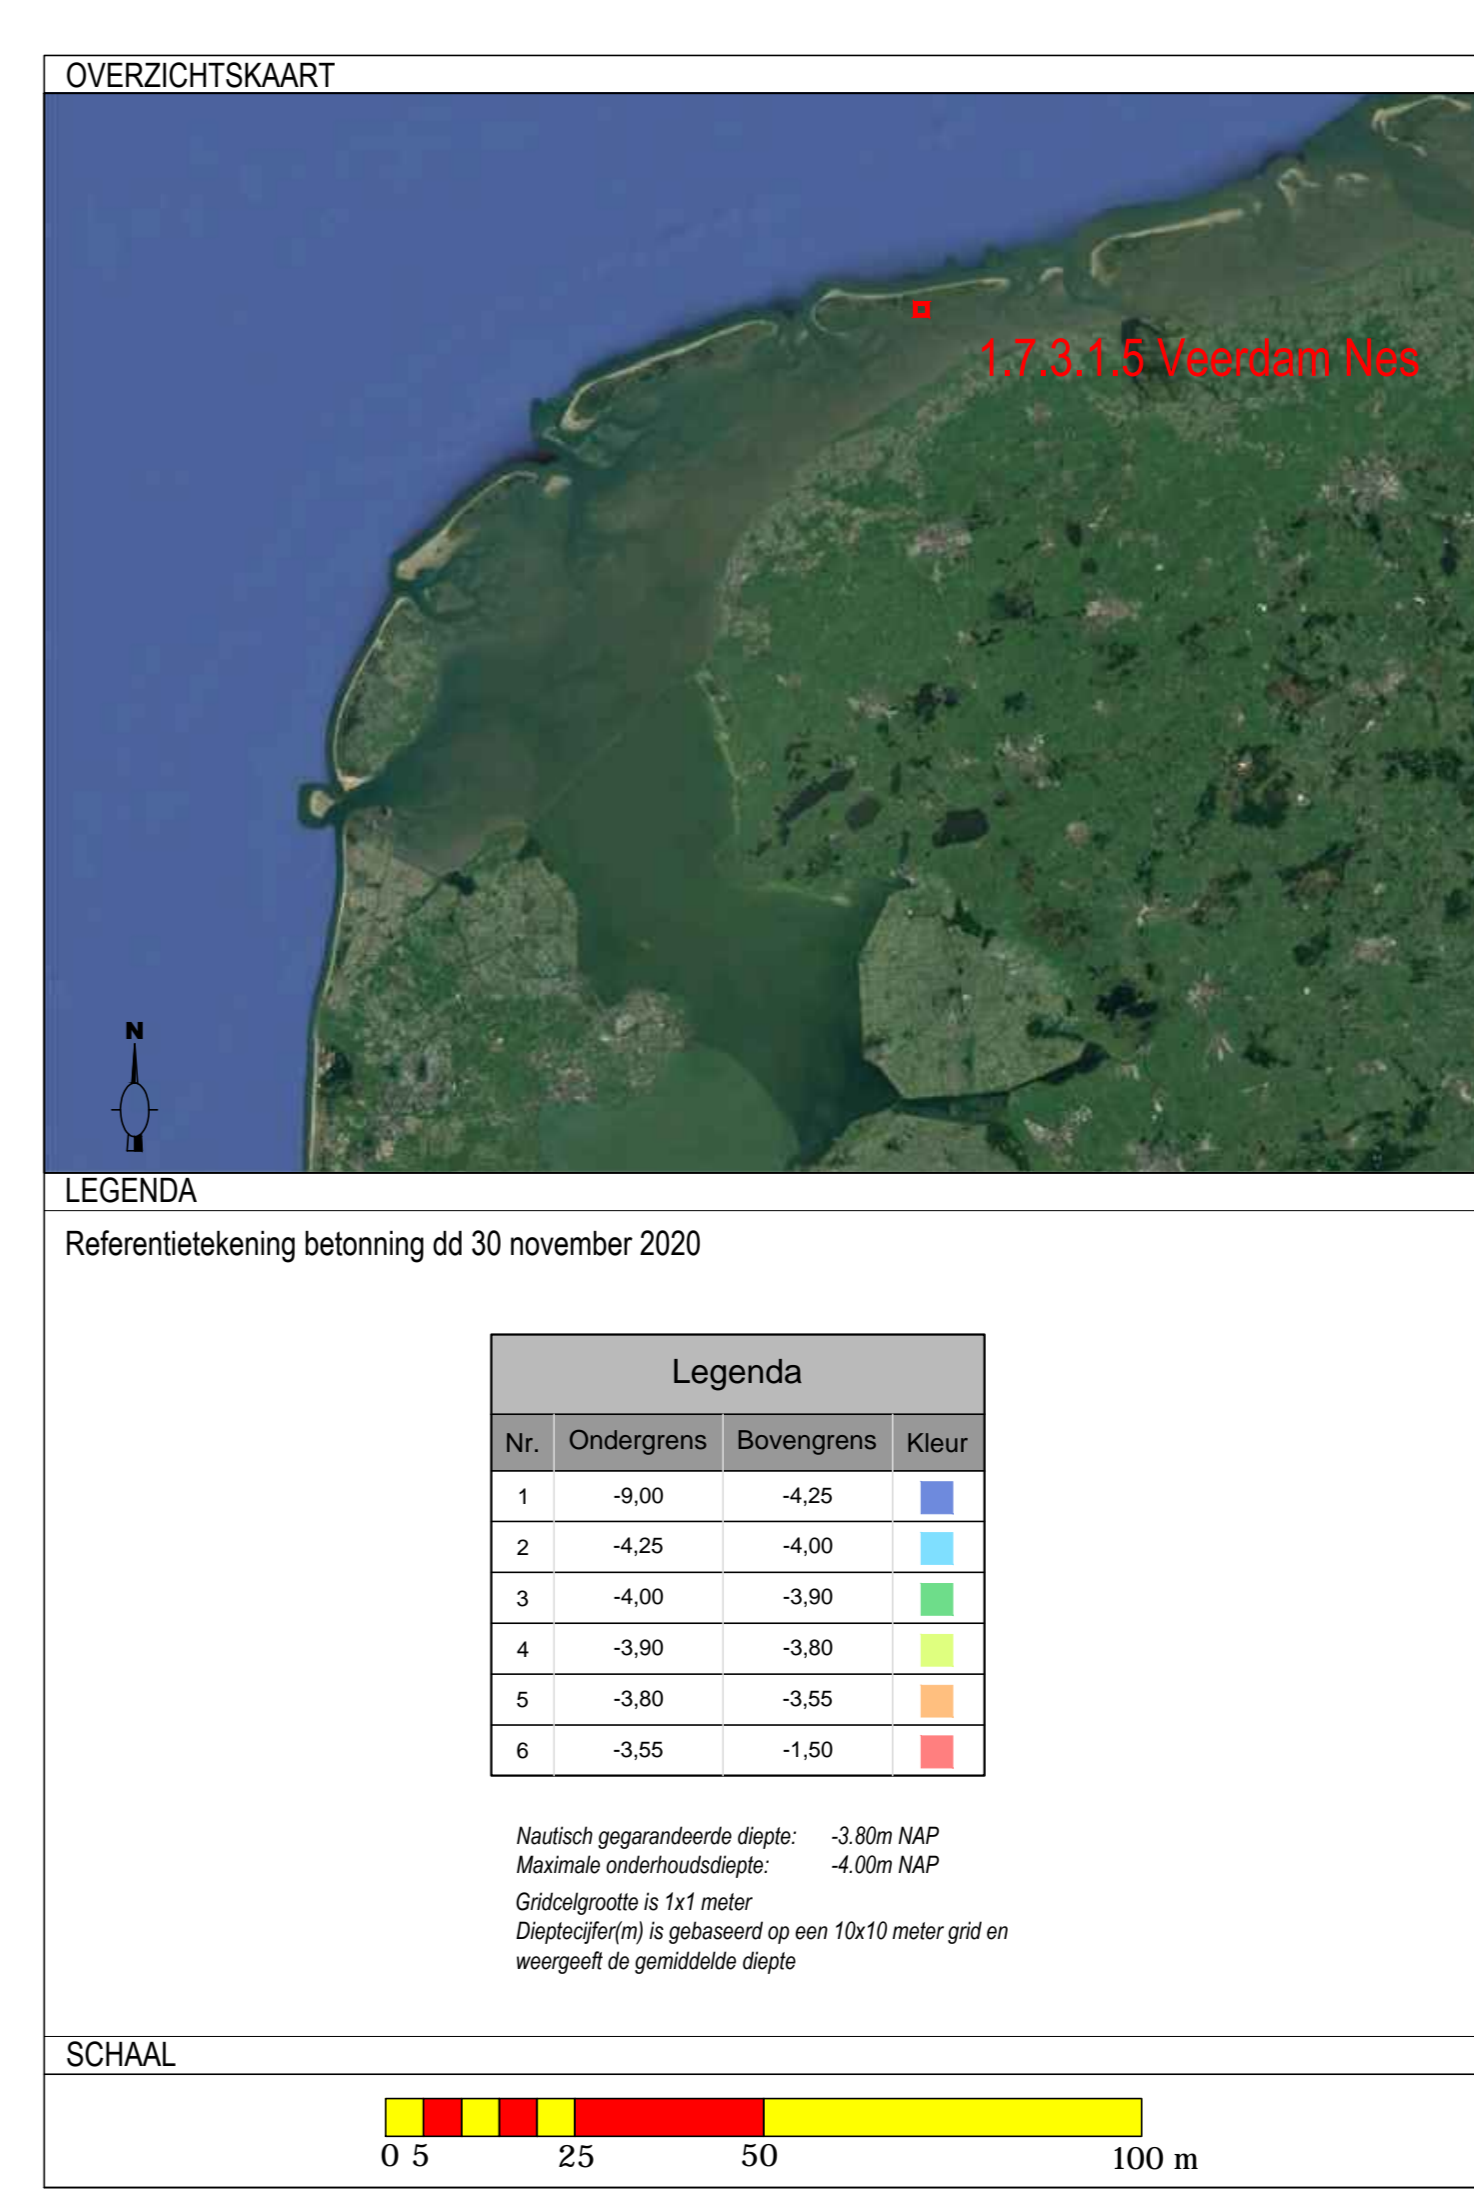 OVERZICHTSKAART
1.7.3.1.5 Veerdam Nes
N
LEGENDA
Referentietekening betonning dd 30 november 2020
Legenda
Nr. Ondergrens Bovengrens Kleur
1 -9,00 -4,25
2 -4,25 -4,00
3 -4,00 -3,90
4 -3,90 -3,80
5 -3,80 -3,55
6 -3,55 -1,50
Nautisch gegarandeerde diepte: -3.80m NAP
Maximale onderhoudsdiepte: -4.00m NAP
Gridcelgrootte is 1x1 meter
Dieptecijfer(m) is gebaseerd op een 10x10 meter grid en
weergeeft de gemiddelde diepte
SCHAAL
0 5 25 50 100 m